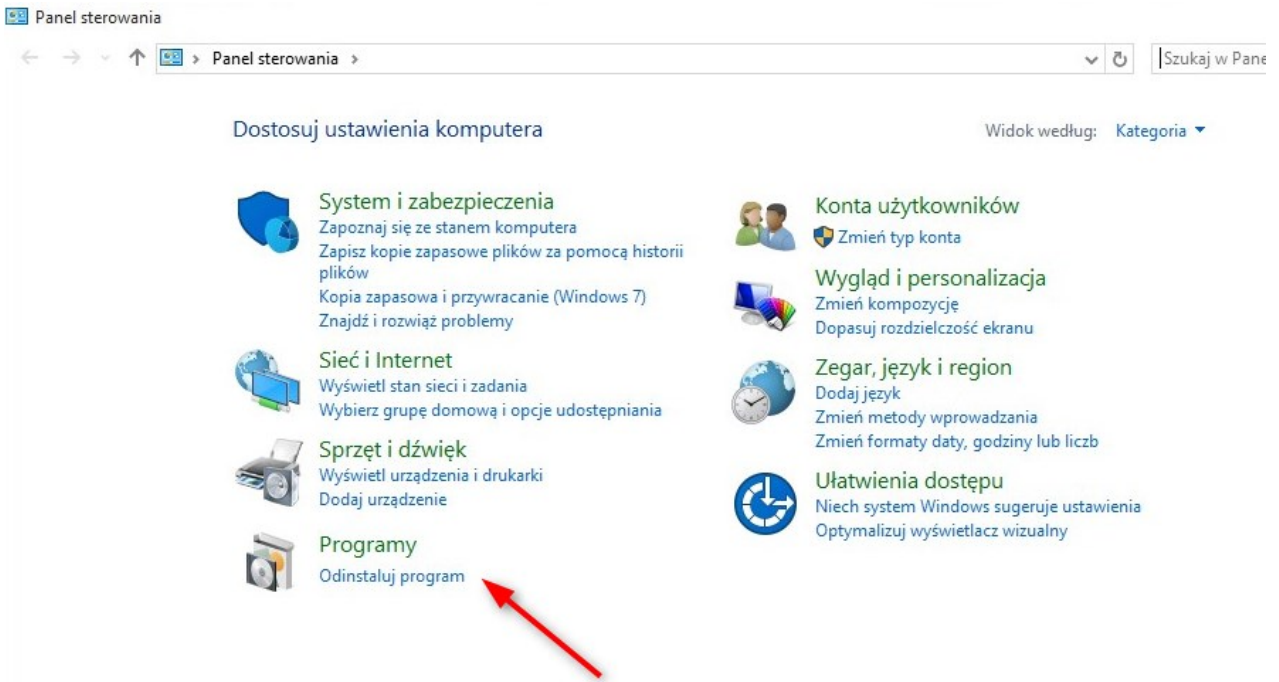 Panel sterowania
Panel sterowania
Szukaj w Pane
Dostosuj ustawienia komputera
Widok według: Kategoria
System i zabezpieczenia
Zapoznaj się ze stanem komputera
Zapisz kopie zapasowe plików za pomocą historii
plików
Kopia zapasowa i przywracanie (Windows 7)
Znajdź i rozwiąż problemy
Sieć i Internet
Wyświetl stan sieci i zadania
Wybierz grupę domową i opcje udostępniania
Sprzęt i dźwięk
Wyświetl urządzenia i drukarki
Dodaj urządzenie
Programy
Odinstaluj program
Konta użytkowników
Zmień typ konta
Wygląd i personalizacja
Zmień kompozycję
Dopasuj rozdzielczość ekranu
Zegar, język i region
Dodaj język
Zmień metody wprowadzania
Zmień formaty daty, godziny lub liczb
Ułatwienia dostępu
Niech system Windows sugeruje ustawienia
Optymalizuj wyświetlacz wizualny